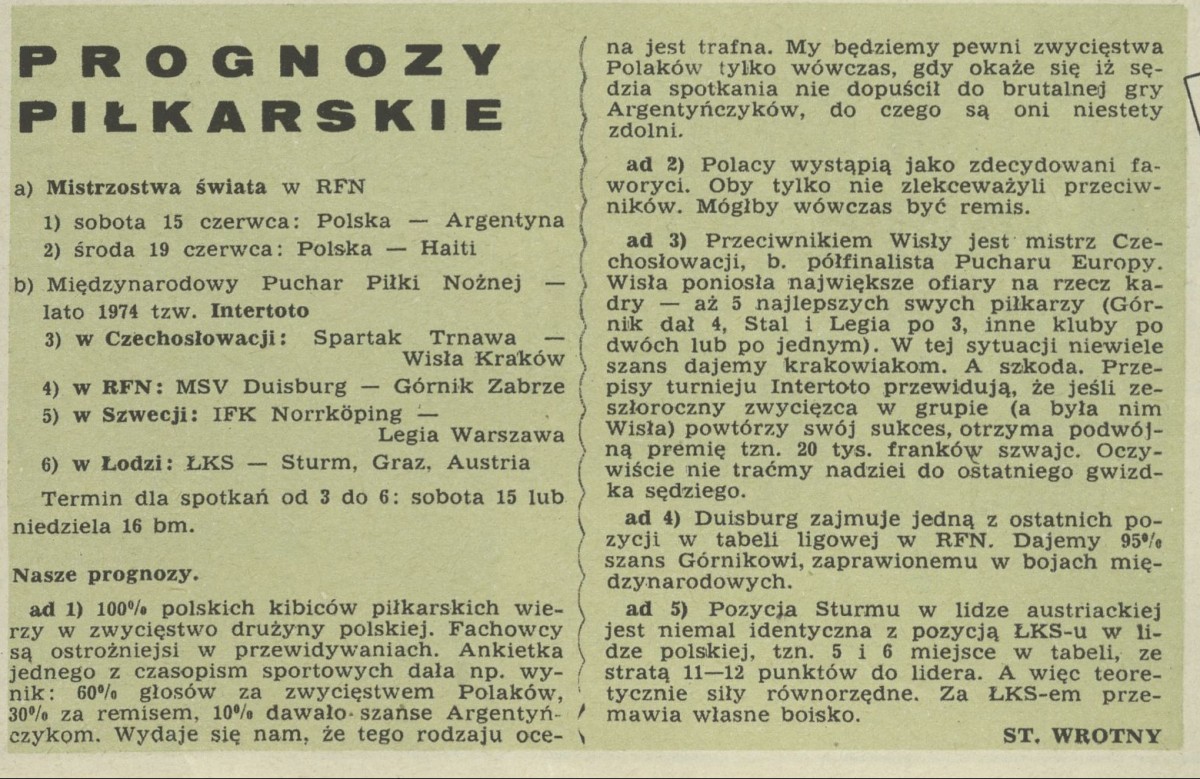 PROGNOZY
PIŁKARSKIE
a) Mistrzostwa świata w RFN
1) sobota 15 czerwca: Polska — Argentyna
2) środa 19 czerwca: Polska — Haiti
b) Międzynarodowy Puchar Piłki Nożnej —
lato 1974 tzw. Intertoto
3) w Czechosłowacji: Spartak Trnawa —
Wisła Kraków
4) w RFN: MSV Duisburg — Górnik Zabrze
5) w Szwecji: IFK Norrköping —
Legia Warszawa
6) w Łodzi: ŁKS — Sturm, Graz, Austria
Termin dla spotkań od 3 do 6: sobota 15 lub
niedziela 16 bm.
Nasze prognozy.
ad 1) 100% polskich kibiców piłkarskich wie-
rzy w zwycięstwo drużyny polskiej. Fachowcy
są ostrożniejsi w przewidywaniach. Ankietka
jednego z czasopism sportowych dała np. wy-
nik: 60% głosów za zwycięstwem Polaków,
30% za remisem, 10% dawało szanse Argentyń-
czykom. Wydaje się nam, że tego rodzaju oce-
na jest trafna. My będziemy pewni zwycięstwa
Polaków tylko wówczas, gdy okaże się iż sę-
dzia spotkania nie dopuścił do brutalnej gry
Argentyńczyków, do czego są oni niestety
zdolni.
ad 2) Polacy wystąpią jako zdecydowani fa-
woryci. Oby tylko nie zlekceważyli przeciw-
ników. Mógłby wówczas być remis.
ad 3) Przeciwnikiem Wisły jest mistrz Cze-
chosłowacji, b. półfinalista Pucharu Europy.
Wisła poniosła największe ofiary na rzecz ka-
dry — aż 5 najlepszych swych piłkarzy (Gór-
nik dał 4, Stal i Legia po 3, inne kluby po
dwóch lub po jednym). W tej sytuacji niewiele
szans dajemy krakowiakom. A szkoda. Prze-
pisy turnieju Intertoto przewidują, że jeśli ze-
szłoroczny zwycięzca w grupie (a była nim
Wisła) powtórzy swój sukces, otrzyma podwój-
ną premię tzn. 20 tys. franków szwajc. Oczy-
wiście nie traćmy nadziei do ostatniego gwizd-
ka sędziego.
ad 4) Duisburg zajmuje jedną z ostatnich po-
zycji w tabeli ligowej w RFN. Dajemy 95%
szans Górnikowi, zaprawionemu w bojach mię-
dzynarodowych.
ad 5) Pozycja Sturmu w lidze austriackiej
jest niemal identyczna z pozycją ŁKS-u w li-
dze polskiej, tzn. 5 i 6 miejsce w tabeli, ze
stratą 11—12 punktów do lidera. A więc teore-
tycznie siły równorzędne. Za ŁKS-em prze-
mawia własne boisko.
ST. WROTNY